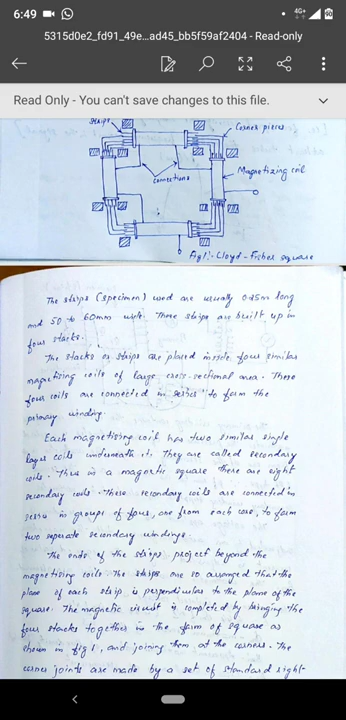 6:49
4G+
90
5315d0e2_fd91_49e...ad45_bb5f59af2404 - Read-only
Read Only - You can't save changes to this file.
strips
Corner pieces
Magnetizing coil
connections
Fig1:- Cloyd - Fisher square
The strips (specimen) used are usually 0.25m long
and 50 to 60mm wide. These strips are built up in
four stacks.
The stacks or strips are placed inside four similar
magnetising coils of large cross-sectional area. These
four coils are connected in series to form the
primary winding.
Each magnetising coil has two similar single
layer coils underneath it. They are called secondary
coils. Thus in a magnetic square there are eight
secondary coils. These secondary coils are connected in
series in groups of four, one from each core, to form
two seperate secondary windings.
The ends of the strips project beyond the
magnetising coils. The strips are so arranged that the
plane of each strip is perpendicular to the plane of the
square. The magnetic circuit is completed by bringing the
four stacks together in the form of square as
shown in fig 1, and joining them at the corners. The
corner joints are made by a set of standard right-